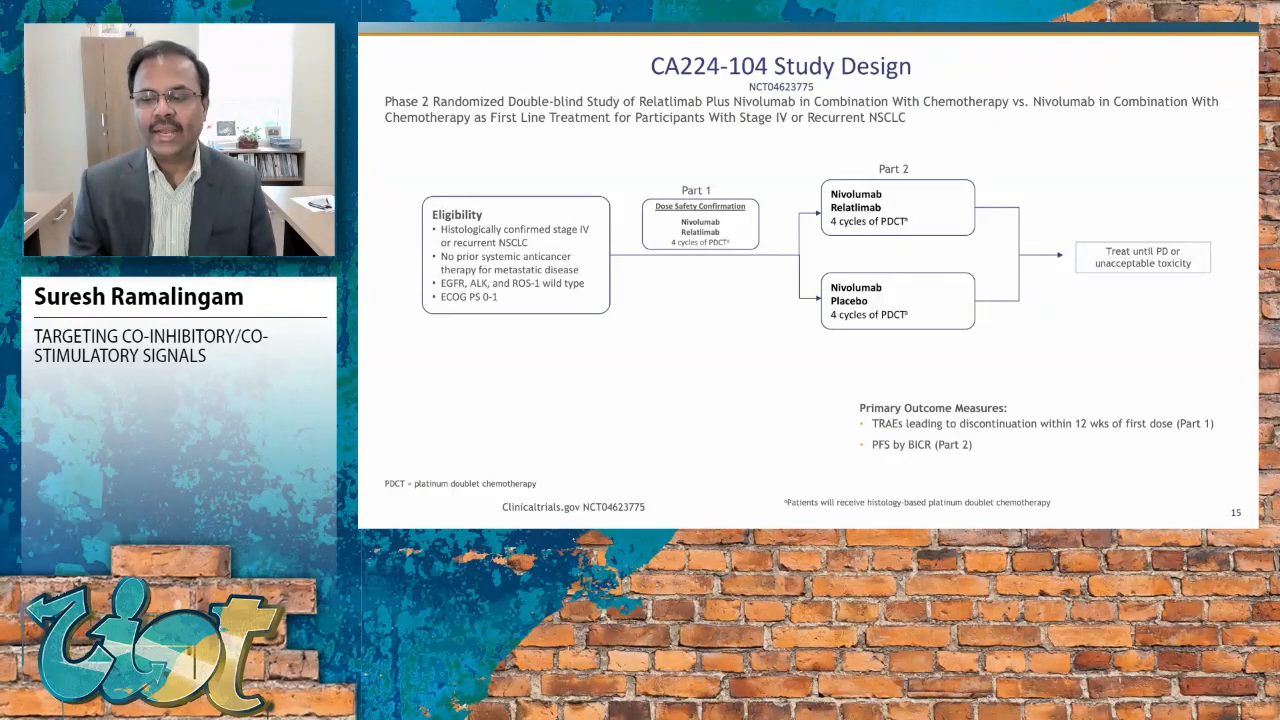 Suresh Ramalingam
TARGETING CO-INHIBITORY/CO-
STIMULATORY SIGNALS
CA224-104 Study Design
NCT04623775
Phase 2 Randomized Double-blind Study of Relatlimab Plus Nivolumab in Combination With Chemotherapy vs. Nivolumab in Combination With
Chemotherapy as First Line Treatment for Participants With Stage IV or Recurrent NSCLC
Eligibility
• Histologically confirmed stage IV
or recurrent NSCLC
• No prior systemic anticancer
therapy for metastatic disease
• EGFR, ALK, and ROS-1 wild type
• ECOG PS 0-1
Part 1
Dose Safety Confirmation
Nivolumab
Relatlimab
4 cycles of PDCTª
Part 2
Nivolumab
Relatlimab
4 cycles of PDCTª
Nivolumab
Placebo
4 cycles of PDCTª
Treat until PD or
unacceptable toxicity
Primary Outcome Measures:
• TRAEs leading to discontinuation within 12 wks of first dose (Part 1)
• PFS by BICR (Part 2)
PDCT = platinum doublet chemotherapy
Clinicaltrials.gov NCT04623775
ªPatients will receive histology-based platinum doublet chemotherapy
15
riot